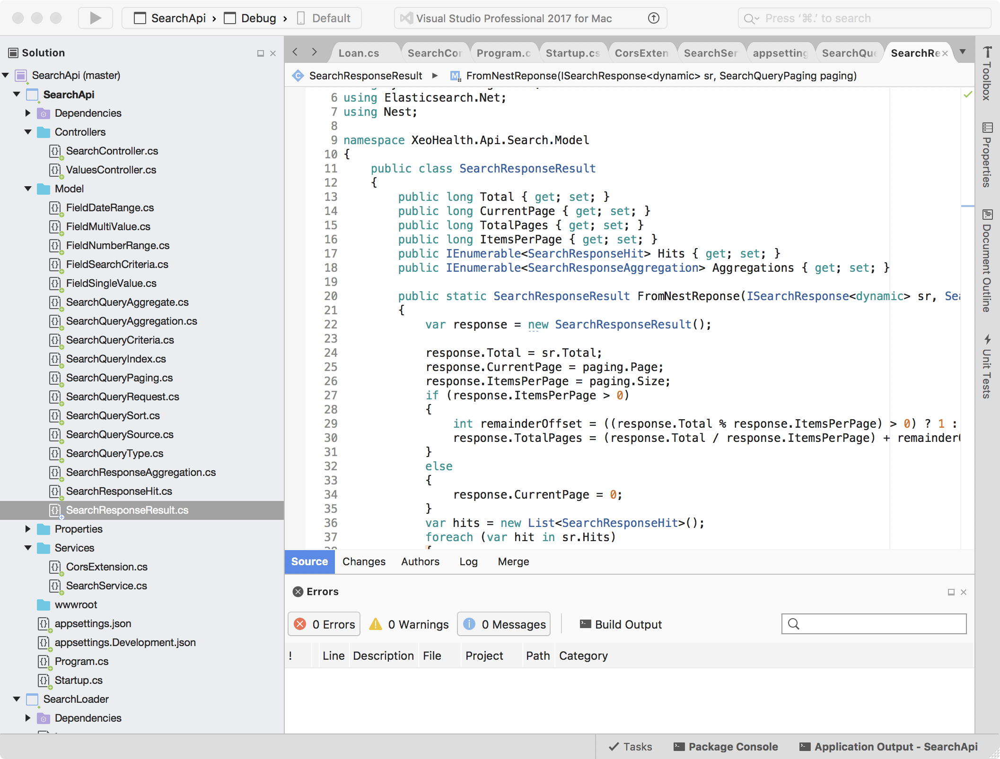 SearchApi › Debug › Default
Visual Studio Professional 2017 for Mac
Press ‘⌘.’ to search
Solution
SearchApi (master)
SearchApi
Dependencies
Controllers
SearchController.cs
ValuesController.cs
Model
FieldDateRange.cs
FieldMultiValue.cs
FieldNumberRange.cs
FieldSearchCriteria.cs
FieldSingleValue.cs
SearchQueryAggregate.cs
SearchQueryAggregation.cs
SearchQueryCriteria.cs
SearchQueryIndex.cs
SearchQueryPaging.cs
SearchQueryRequest.cs
SearchQuerySort.cs
SearchQuerySource.cs
SearchQueryType.cs
SearchResponseAggregation.cs
SearchResponseHit.cs
SearchResponseResult.cs
Properties
Services
CorsExtension.cs
SearchService.cs
wwwroot
appsettings.json
appsettings.Development.json
Program.cs
Startup.cs
SearchLoader
Dependencies
Loan.cs SearchCor Program.c Startup.cs CorsExten SearchSer appsetting SearchQue SearchRe
SearchResponseResult FromNestReponse(ISearchResponse<dynamic> sr, SearchQueryPaging paging)
6 using Elasticsearch.Net;
7 using Nest;
8
9 namespace XeoHealth.Api.Search.Model
10 {
11 public class SearchResponseResult
12 {
13 public long Total { get; set; }
14 public long CurrentPage { get; set; }
15 public long TotalPages { get; set; }
16 public long ItemsPerPage { get; set; }
17 public IEnumerable<SearchResponseHit> Hits { get; set; }
18 public IEnumerable<SearchResponseAggregation> Aggregations { get; set; }
19
20 public static SearchResponseResult FromNestReponse(ISearchResponse<dynamic> sr, Sea
21 {
22 var response = new SearchResponseResult();
23
24 response.Total = sr.Total;
25 response.CurrentPage = paging.Page;
26 response.ItemsPerPage = paging.Size;
27 if (response.ItemsPerPage > 0)
28 {
29 int remainderOffset = ((response.Total % response.ItemsPerPage) > 0) ? 1 :
30 response.TotalPages = (response.Total / response.ItemsPerPage) + remainder
31 }
32 else
33 {
34 response.CurrentPage = 0;
35 }
36 var hits = new List<SearchResponseHit>();
37 foreach (var hit in sr.Hits)
Source Changes Authors Log Merge
Errors
0 Errors 0 Warnings 0 Messages Build Output
! Line Description File Project Path Category
Toolbox
Properties
Document Outline
Unit Tests
Tasks Package Console Application Output - SearchApi